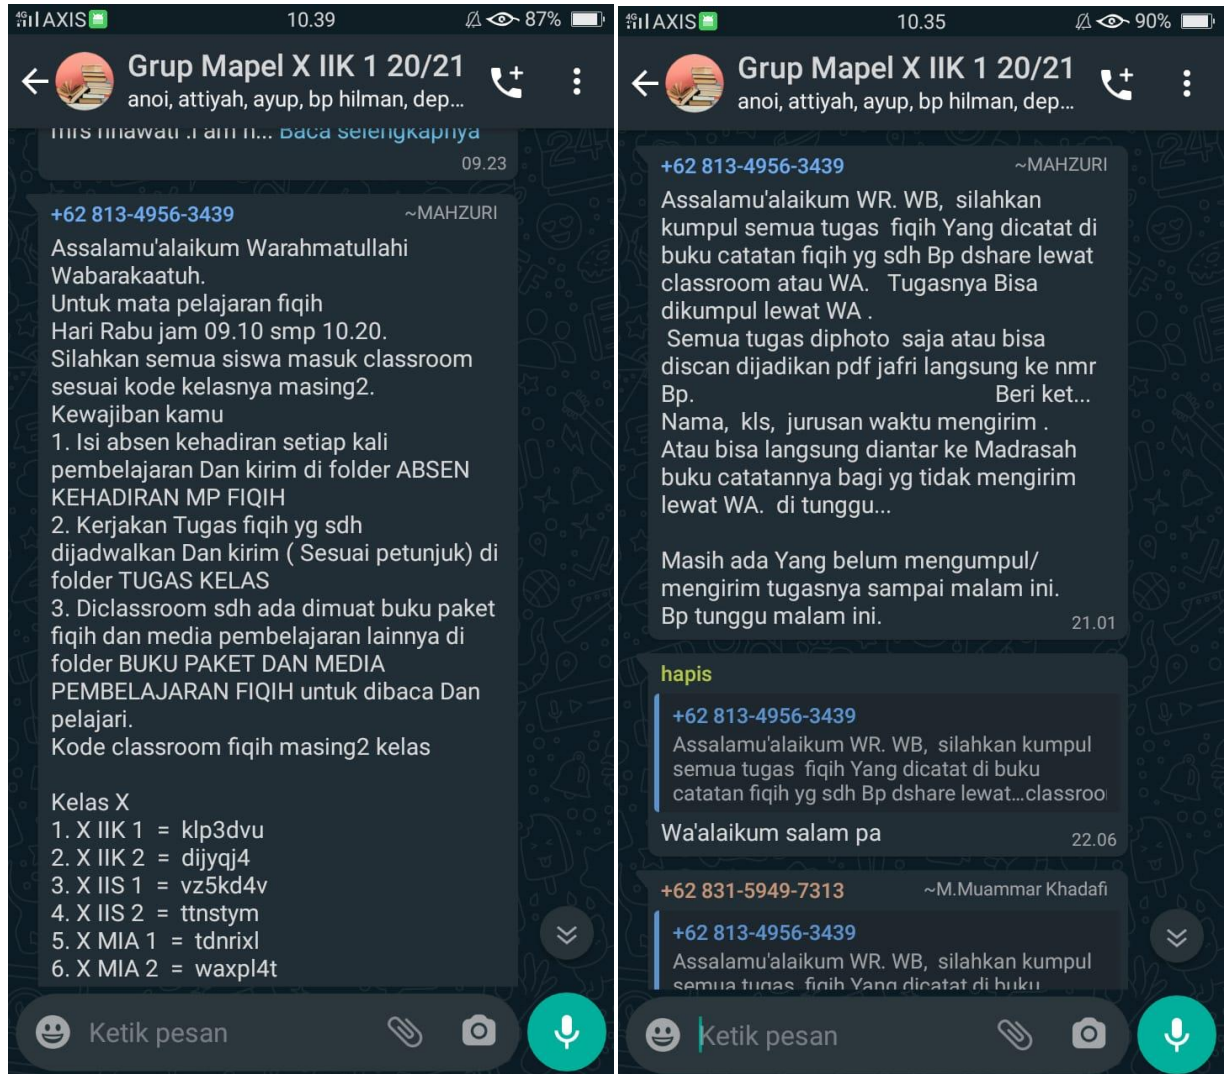 4G AXIS 10.39 87%
Grup Mapel X IIK 1 20/21
anoi, attiyah, ayup, bp hilman, dep...
mrs rinawati .I am n... Baca selengkapnya
09.23
+62 813-4956-3439 ~MAHZURI
Assalamu'alaikum Warahmatullahi
Wabarakaatuh.
Untuk mata pelajaran fiqih
Hari Rabu jam 09.10 smp 10.20.
Silahkan semua siswa masuk classroom
sesuai kode kelasnya masing2.
Kewajiban kamu
1. Isi absen kehadiran setiap kali
pembelajaran Dan kirim di folder ABSEN
KEHADIRAN MP FIQIH
2. Kerjakan Tugas fiqih yg sdh
dijadwalkan Dan kirim ( Sesuai petunjuk) di
folder TUGAS KELAS
3. Diclassroom sdh ada dimuat buku paket
fiqih dan media pembelajaran lainnya di
folder BUKU PAKET DAN MEDIA
PEMBELAJARAN FIQIH untuk dibaca Dan
pelajari.
Kode classroom fiqih masing2 kelas
Kelas X
1. X IIK 1 = klp3dvu
2. X IIK 2 = dijyqj4
3. X IIS 1 = vz5kd4v
4. X IIS 2 = ttnstym
5. X MIA 1 = tdnrixl
6. X MIA 2 = waxpl4t
Ketik pesan
4G AXIS 10.35 90%
Grup Mapel X IIK 1 20/21
anoi, attiyah, ayup, bp hilman, dep...
+62 813-4956-3439 ~MAHZURI
Assalamu'alaikum WR. WB, silahkan
kumpul semua tugas fiqih Yang dicatat di
buku catatan fiqih yg sdh Bp dshare lewat
classroom atau WA. Tugasnya Bisa
dikumpul lewat WA .
Semua tugas diphoto saja atau bisa
discan dijadikan pdf jafri langsung ke nmr
Bp. Beri ket...
Nama, kls, jurusan waktu mengirim .
Atau bisa langsung diantar ke Madrasah
buku catatannya bagi yg tidak mengirim
lewat WA. di tunggu...
Masih ada Yang belum mengumpul/
mengirim tugasnya sampai malam ini.
Bp tunggu malam ini.
21.01
hapis
+62 813-4956-3439
Assalamu'alaikum WR. WB, silahkan kumpul
semua tugas fiqih Yang dicatat di buku
catatan fiqih yg sdh Bp dshare lewat...classroo
Wa'alaikum salam pa
22.06
+62 831-5949-7313 ~M.Muammar Khadafi
+62 813-4956-3439
Assalamu'alaikum WR. WB, silahkan kumpul
semua tugas fiqih Yang dicatat di buku
Ketik pesan